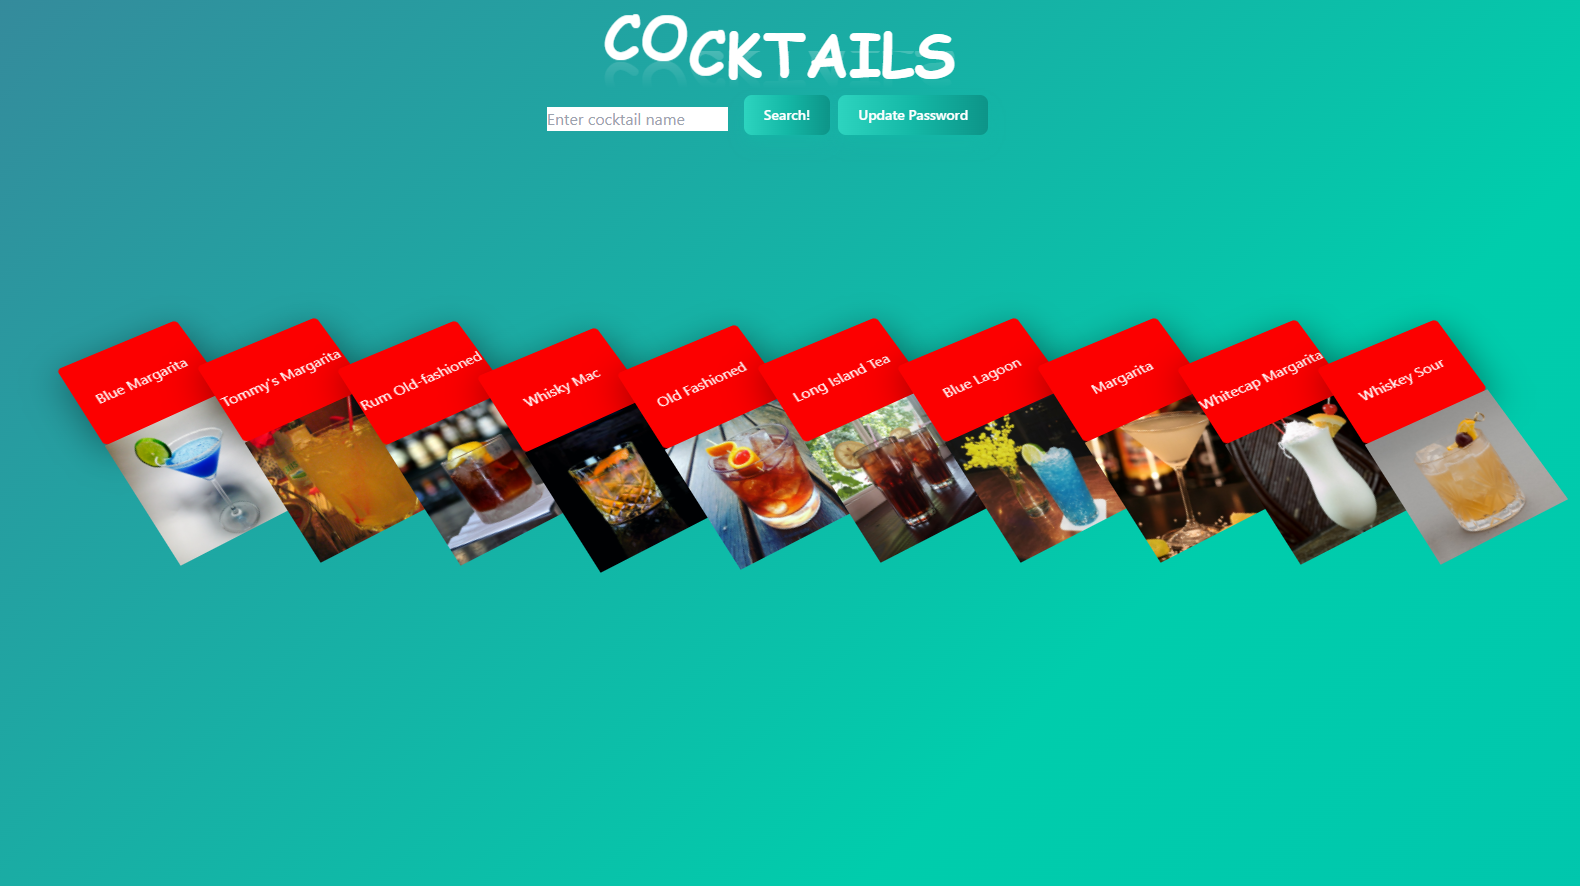 COCKTAILS
Enter cocktail name
Search!
Update Password
Blue Margarita
Tommy's Margarita
Rum Old-fashioned
Whisky Mac
Old Fashioned
Long Island Tea
Blue Lagoon
Margarita
Whitecap Margarita
Whiskey Sour